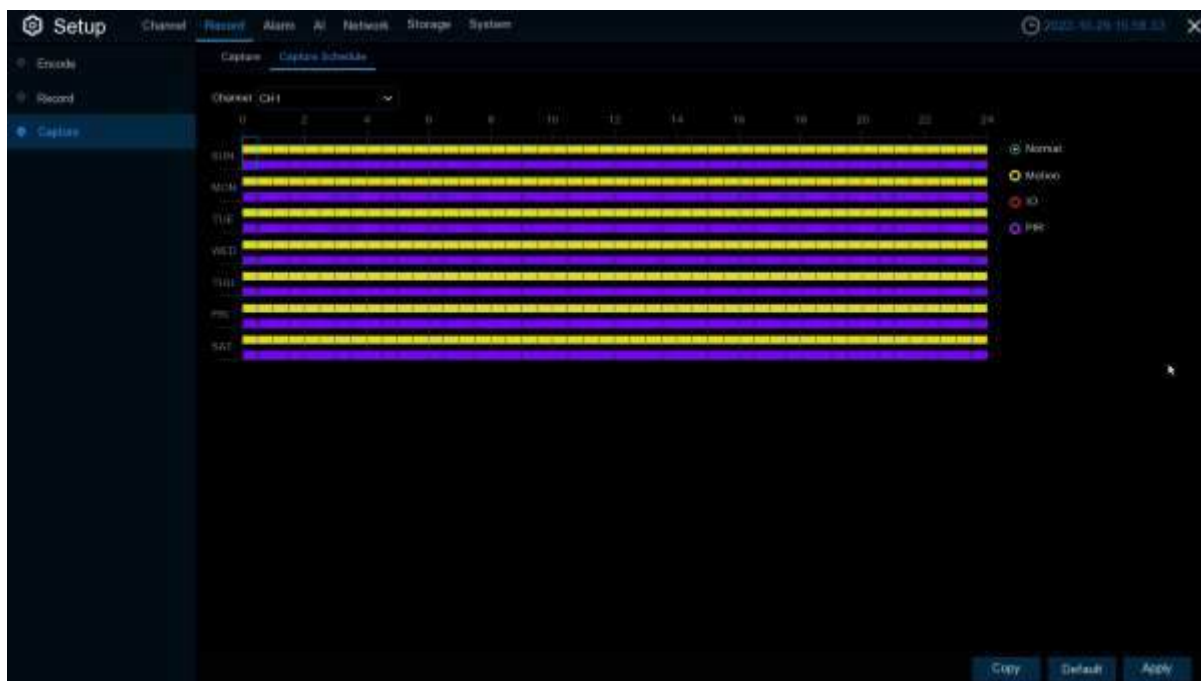 Setup Channel Record Alarm AI Network Storage System
Encode
Record
Capture
Capture Capture Schedule
Channel CH1
0 2 4 6 8 10 12 14 16 18 20 22 24
SUN
MON
TUE
WED
THU
FRI
SAT
Normal
Motion
IO
PIR
Copy Default Apply